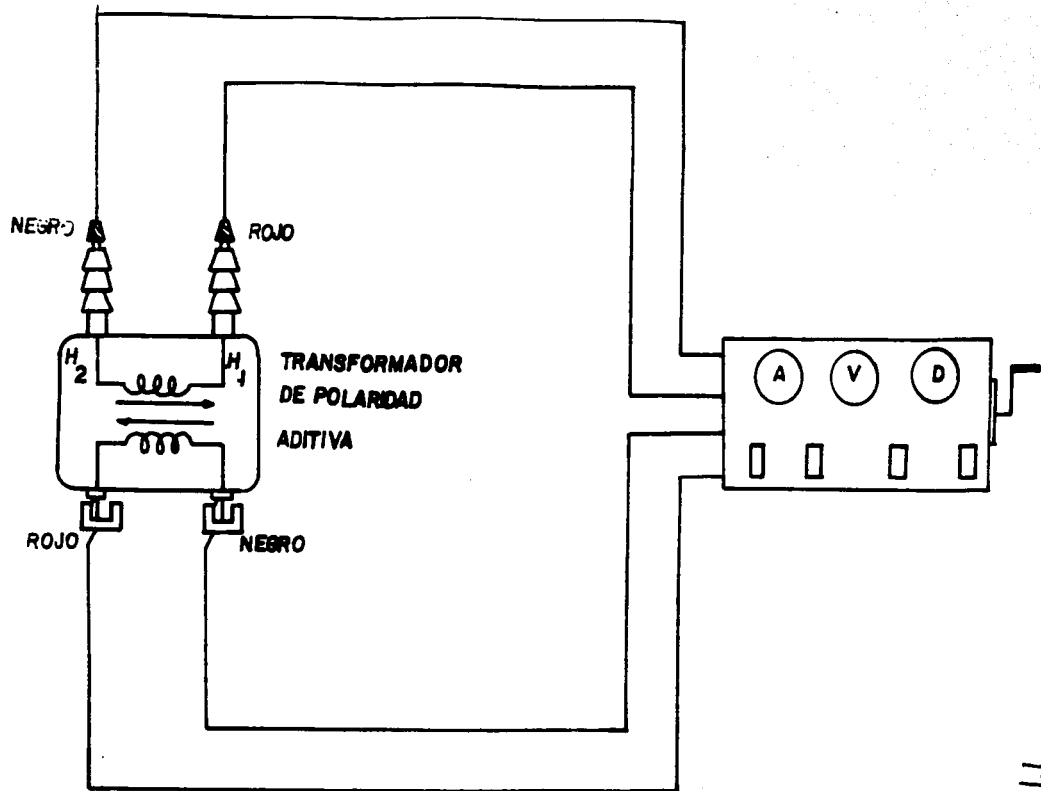 NEGRO
ROJO
H2
H1
TRANSFORMADOR
DE POLARIDAD
ADITIVA
A
V
D
ROJO
NEGRO